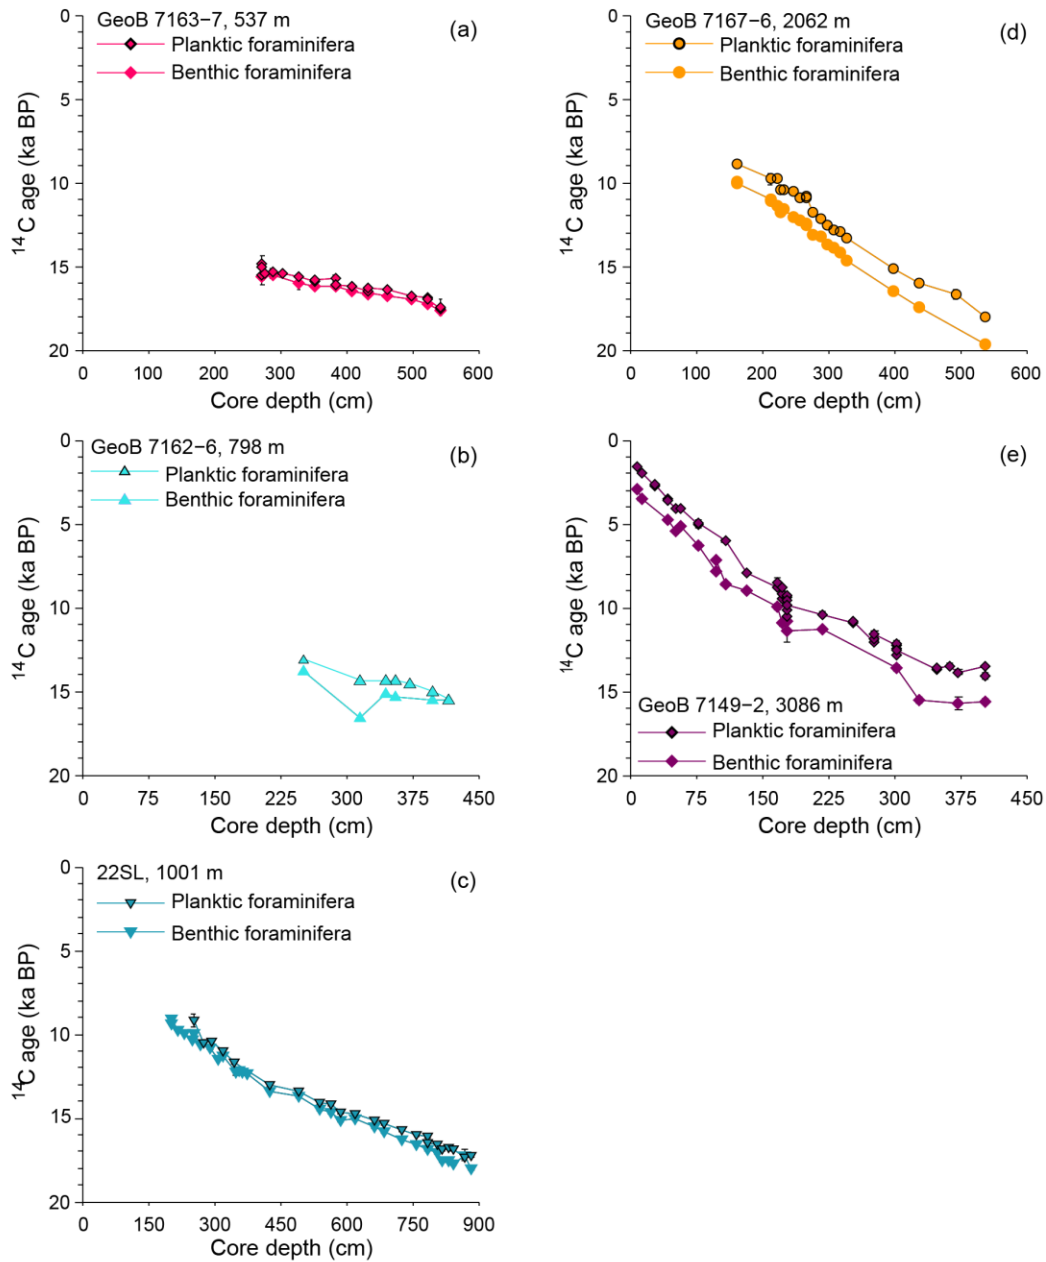 GeoB 7163−7, 537 m
(a)
Planktic foraminifera
Benthic foraminifera
0
5
10
15
20
14C age (ka BP)
0 100 200 300 400 500 600
Core depth (cm)
GeoB 7167−6, 2062 m
(d)
Planktic foraminifera
Benthic foraminifera
0
5
10
15
20
14C age (ka BP)
0 100 200 300 400 500 600
Core depth (cm)
GeoB 7162−6, 798 m
(b)
Planktic foraminifera
Benthic foraminifera
0
5
10
15
20
14C age (ka BP)
0 75 150 225 300 375 450
Core depth (cm)
(e)
0
5
10
15
20
14C age (ka BP)
GeoB 7149−2, 3086 m
Planktic foraminifera
Benthic foraminifera
0 75 150 225 300 375 450
Core depth (cm)
22SL, 1001 m
(c)
Planktic foraminifera
Benthic foraminifera
0
5
10
15
20
14C age (ka BP)
0 150 300 450 600 750 900
Core depth (cm)